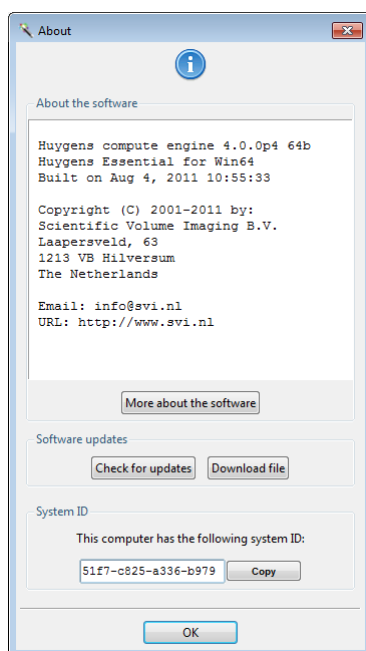 About
About the software
Huygens compute engine 4.0.0p4 64b
Huygens Essential for Win64
Built on Aug 4, 2011 10:55:33
Copyright (C) 2001-2011 by:
Scientific Volume Imaging B.V.
Laapersveld, 63
1213 VB Hilversum
The Netherlands
Email: info@svi.nl
URL: http://www.svi.nl
More about the software
Software updates
Check for updates Download file
System ID
This computer has the following system ID:
51f7-c825-a336-b979 Copy
OK